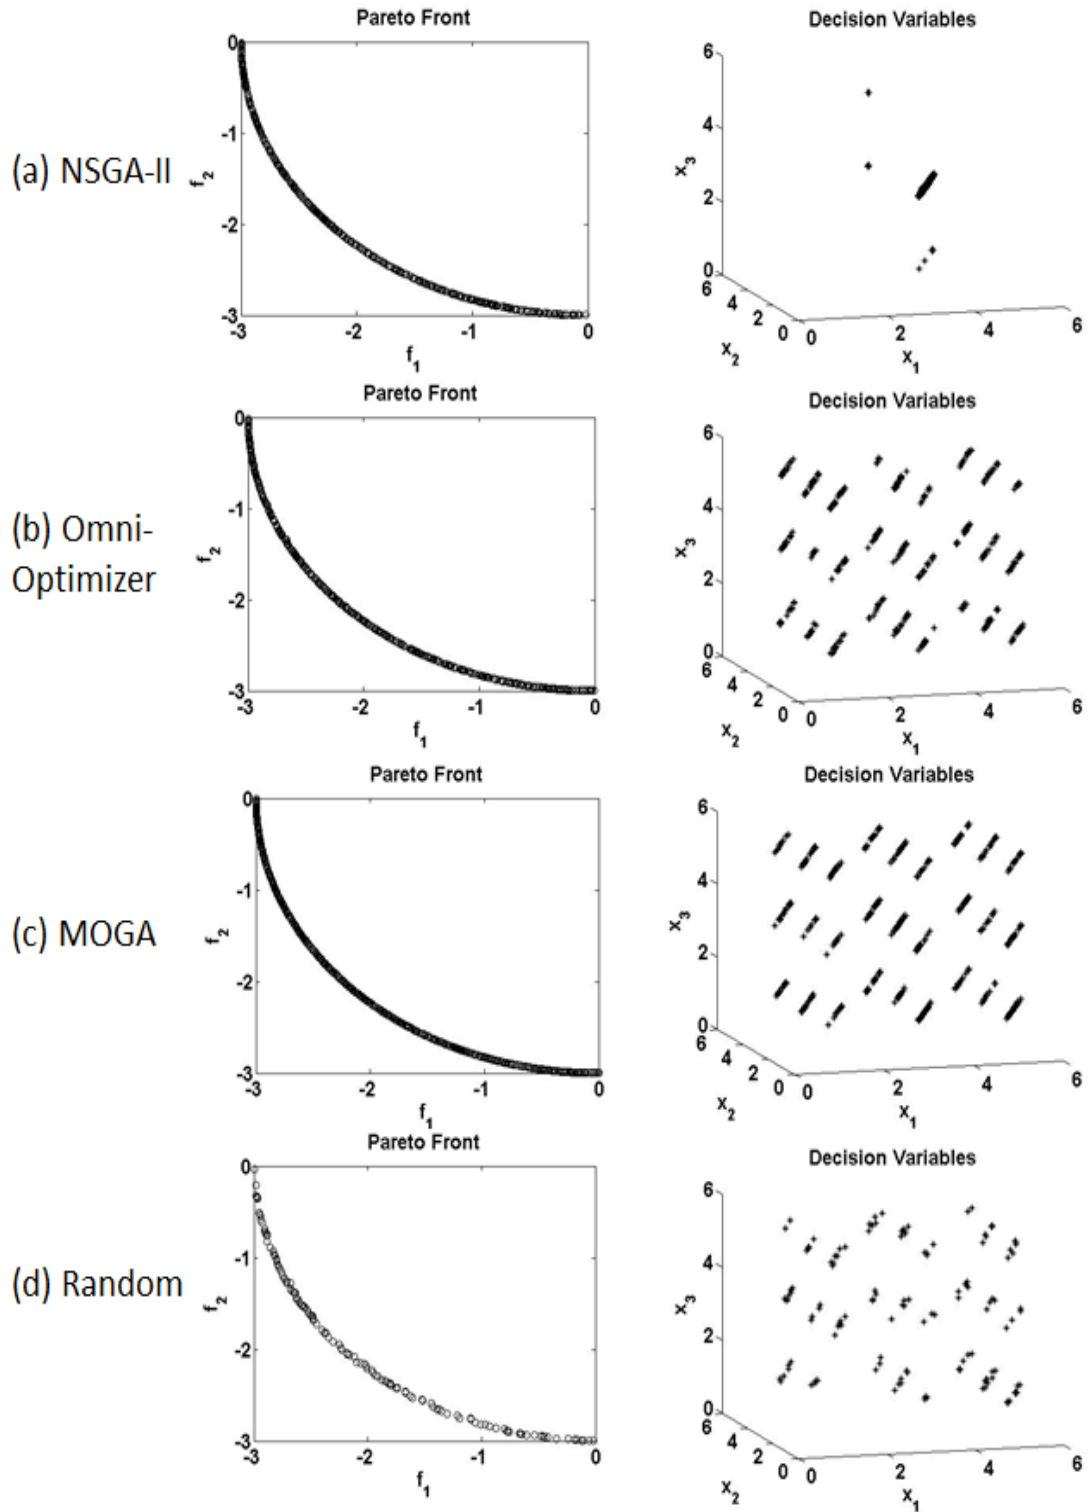 Pareto Front
Decision Variables
(a) NSGA-II
f2
0
-1
-2
-3
-3
-2
-1
0
f1
x3
6
4
2
0
6
4
2
0
x2
0
2
4
6
x1
Pareto Front
Decision Variables
(b) Omni-
Optimizer
f2
0
-1
-2
-3
-3
-2
-1
0
f1
x3
6
4
2
0
6
4
2
0
x2
0
2
4
6
x1
Pareto Front
Decision Variables
(c) MOGA
f2
0
-1
-2
-3
-3
-2
-1
0
f1
x3
6
4
2
0
6
4
2
0
x2
0
2
4
6
x1
Pareto Front
Decision Variables
(d) Random
f2
0
-1
-2
-3
-3
-2
-1
0
f1
x3
6
4
2
0
6
4
2
0
x2
0
2
4
6
x1